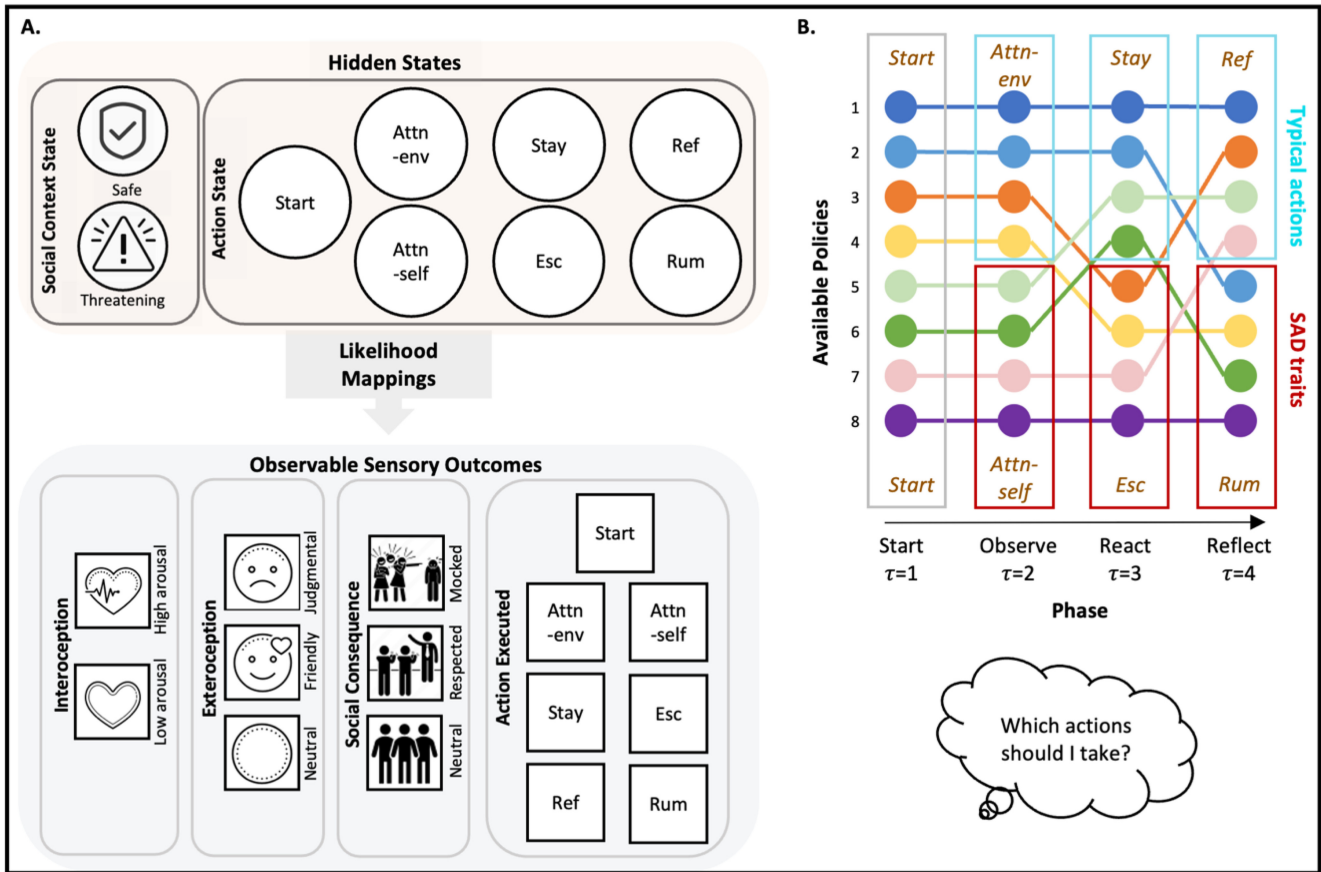 A.
Hidden States
Social Context State
Safe
Threatening
Action State
Start
Attn
-env
Stay
Ref
Attn
-self
Esc
Rum
Likelihood
Mappings
Observable Sensory Outcomes
Interoception
High arousal
Low arousal
Exteroception
Judgmental
Friendly
Neutral
Social Consequence
Mocked
Respected
Neutral
Action Executed
Start
Attn
-env
Attn
-self
Stay
Esc
Ref
Rum
B.
Available Policies
Start
Attn-
env
Stay
Ref
1
2
3
4
5
6
7
8
Typical actions
SAD traits
Start
Attn-
self
Esc
Rum
Start
τ=1
Observe
τ=2
React
τ=3
Reflect
τ=4
Phase
Which actions
should I take?